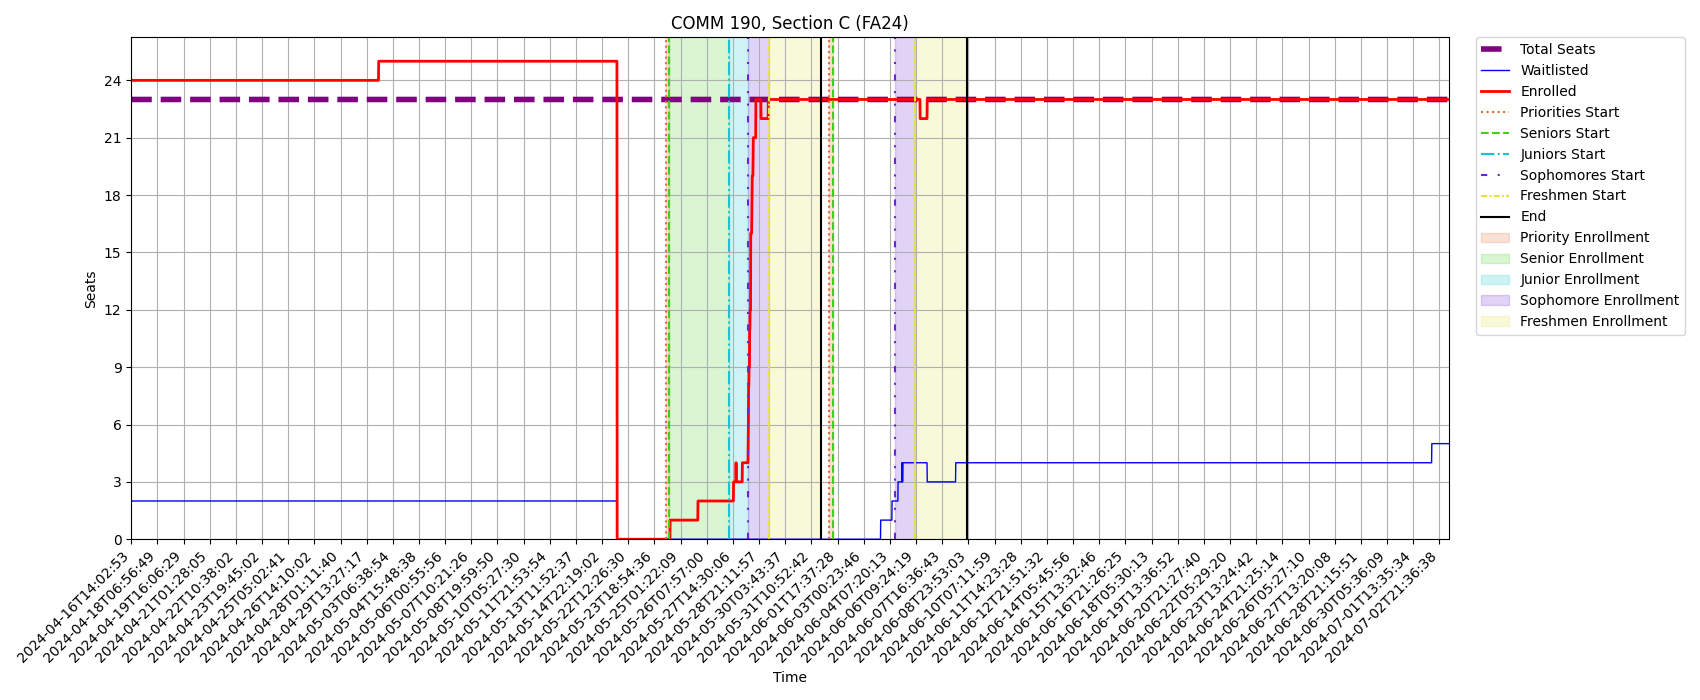 COMM 190, Section C (FA24)
Seats
24
21
18
15
12
9
6
3
0
2024-04-16T14:02:53
2024-04-18T06:56:49
2024-04-19T16:06:29
2024-04-21T01:28:05
2024-04-22T10:38:02
2024-04-23T19:45:02
2024-04-25T05:02:41
2024-04-26T14:10:02
2024-04-28T01:11:40
2024-04-29T13:27:17
2024-05-03T06:38:54
2024-05-04T15:48:38
2024-05-06T00:55:56
2024-05-07T10:21:26
2024-05-08T19:59:50
2024-05-10T05:27:30
2024-05-11T21:53:54
2024-05-13T11:52:37
2024-05-14T22:19:02
2024-05-22T12:26:30
2024-05-23T18:54:36
2024-05-25T01:22:09
2024-05-26T07:57:00
2024-05-27T14:30:06
2024-05-28T21:11:57
2024-05-30T03:43:37
2024-05-31T10:52:42
2024-06-01T17:37:28
2024-06-03T00:23:46
2024-06-04T07:20:13
2024-06-06T09:24:19
2024-06-07T16:36:43
2024-06-08T23:53:03
2024-06-10T07:11:59
2024-06-11T14:23:28
2024-06-12T21:51:32
2024-06-14T05:45:56
2024-06-15T13:32:46
2024-06-16T21:26:25
2024-06-18T05:30:13
2024-06-19T13:36:52
2024-06-20T21:27:40
2024-06-22T05:29:20
2024-06-23T13:24:42
2024-06-24T21:25:14
2024-06-26T05:27:10
2024-06-27T13:20:08
2024-06-28T21:15:51
2024-06-30T05:36:09
2024-07-01T13:35:34
2024-07-02T21:36:38
Time
Total Seats
Waitlisted
Enrolled
Priorities Start
Seniors Start
Juniors Start
Sophomores Start
Freshmen Start
End
Priority Enrollment
Senior Enrollment
Junior Enrollment
Sophomore Enrollment
Freshmen Enrollment